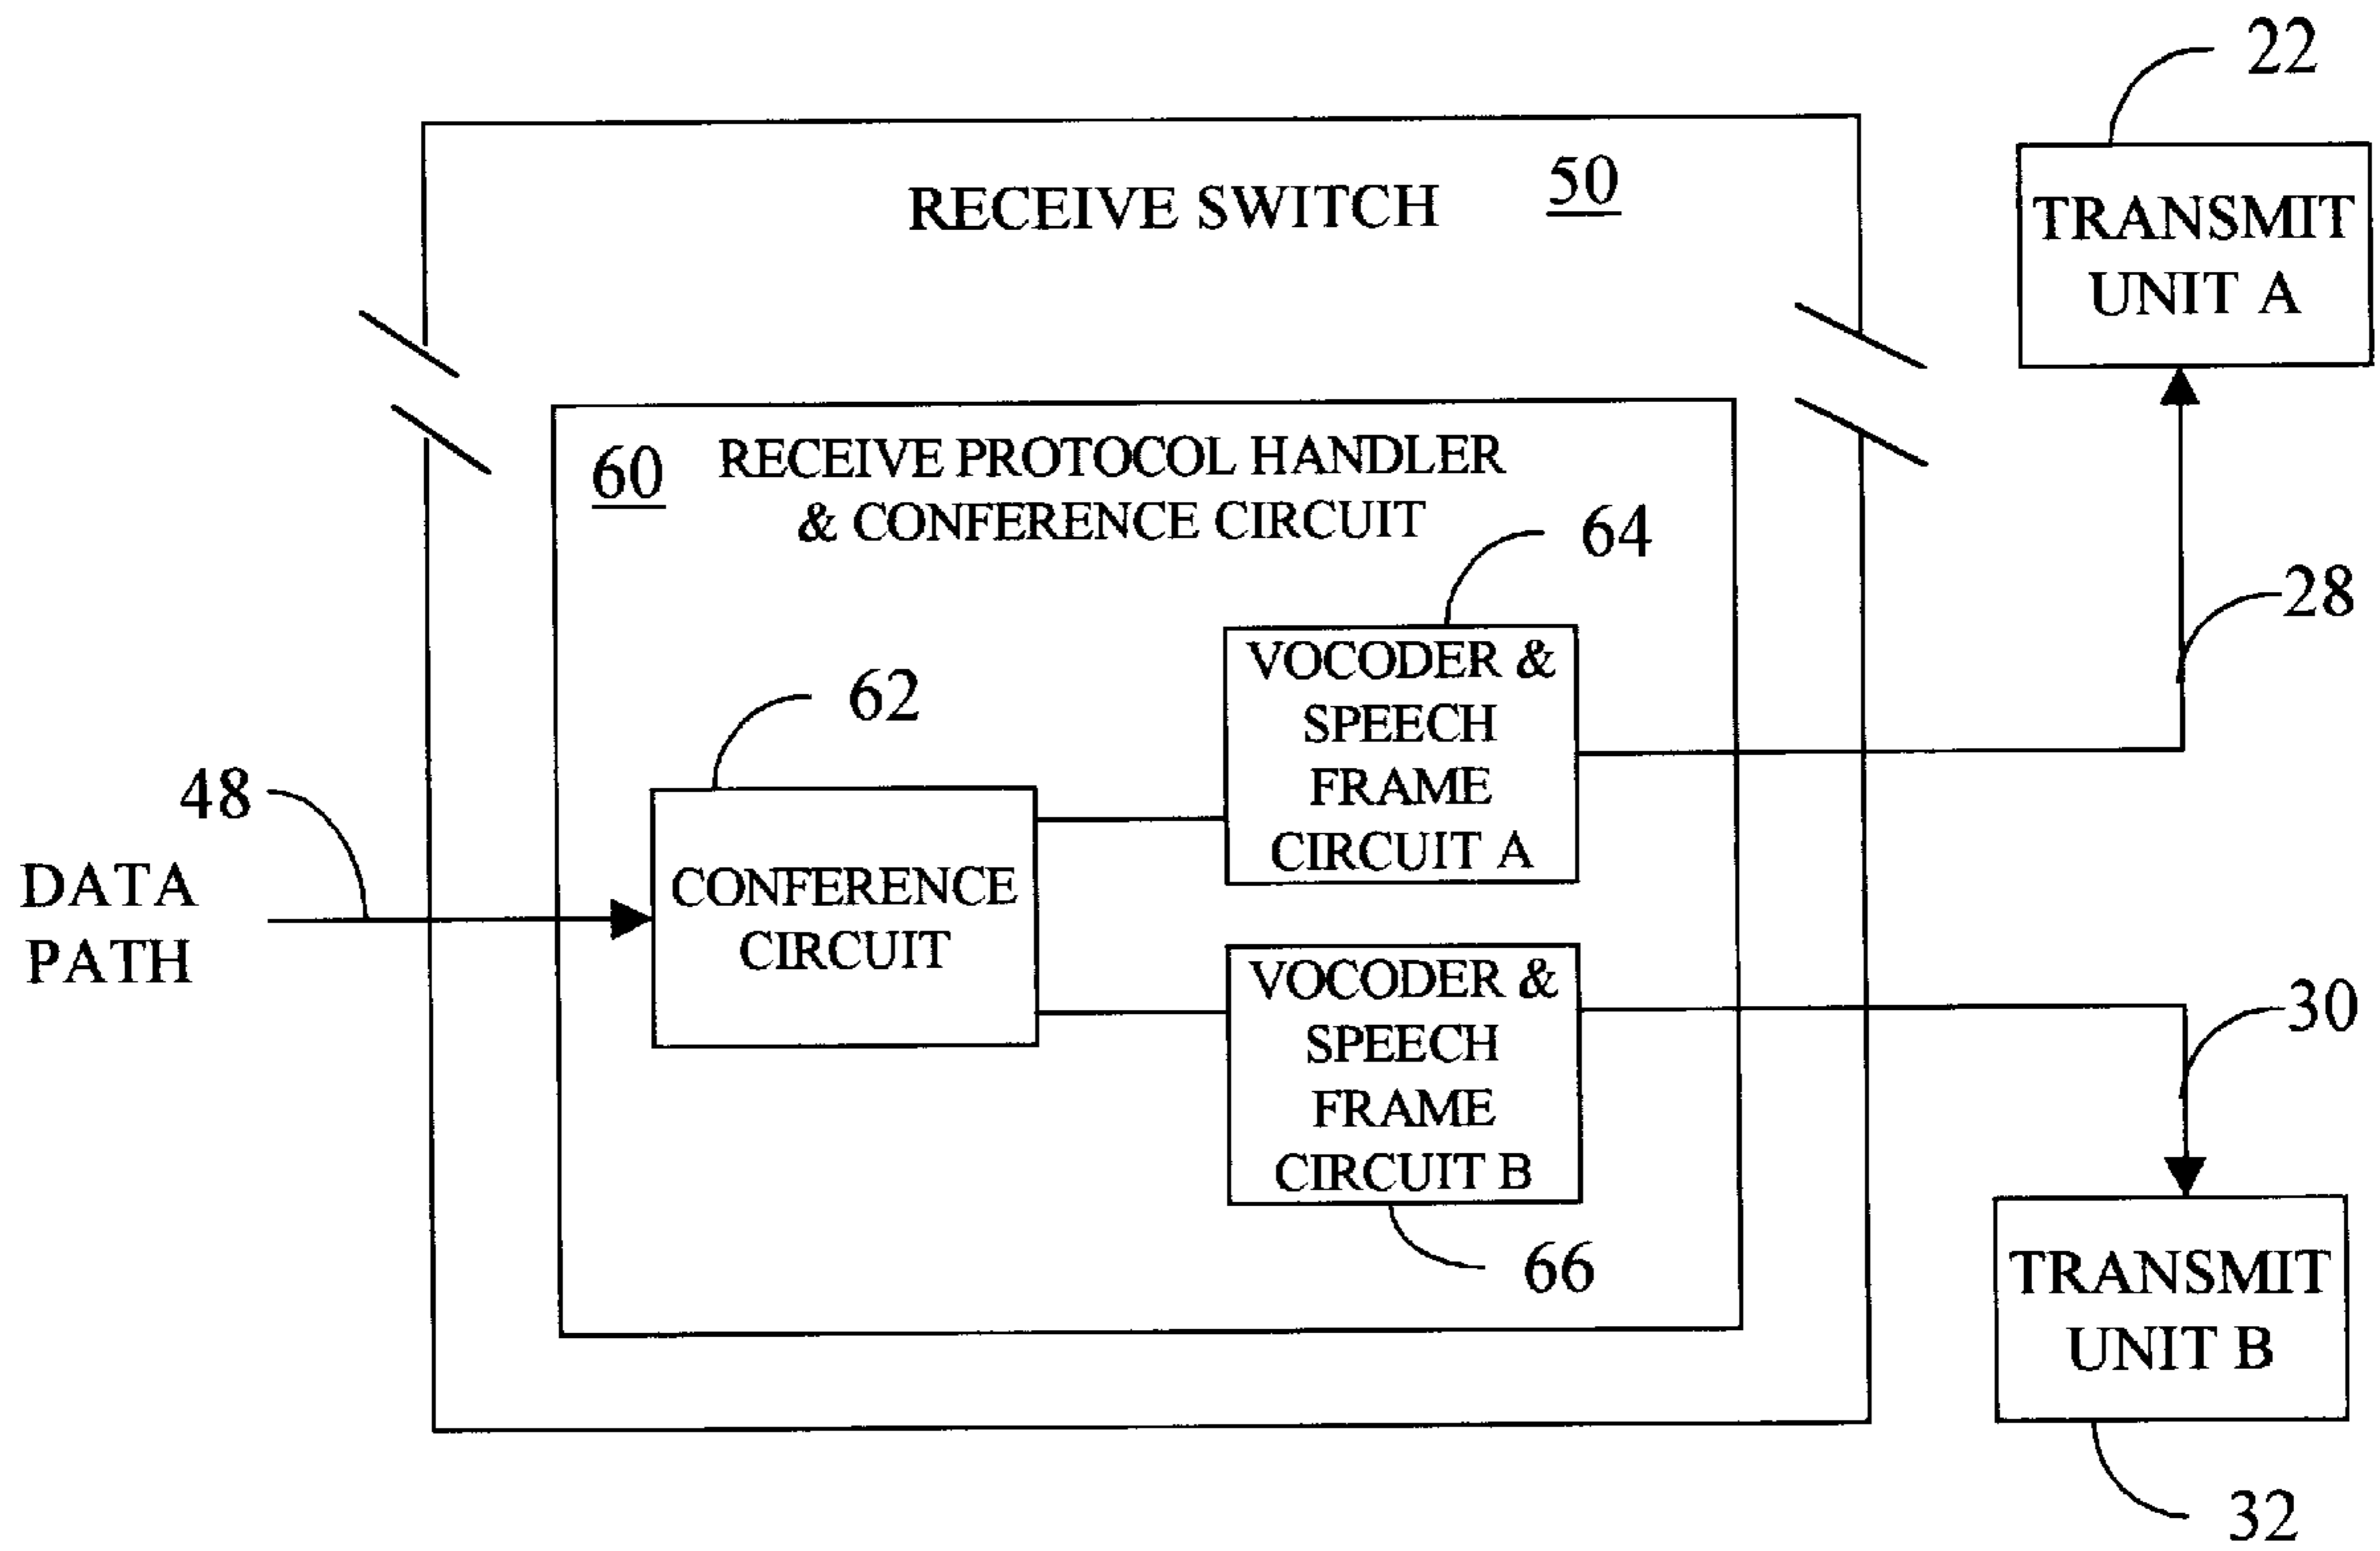 22
RECEIVE SWITCH 50
TRANSMIT
UNIT A
60 RECEIVE PROTOCOL HANDLER
& CONFERENCE CIRCUIT
64
28
VOCODER &
SPEECH
FRAME
CIRCUIT A
62
48
DATA
PATH
CONFERENCE
CIRCUIT
VOCODER &
SPEECH
FRAME
CIRCUIT B
30
66
TRANSMIT
UNIT B
32